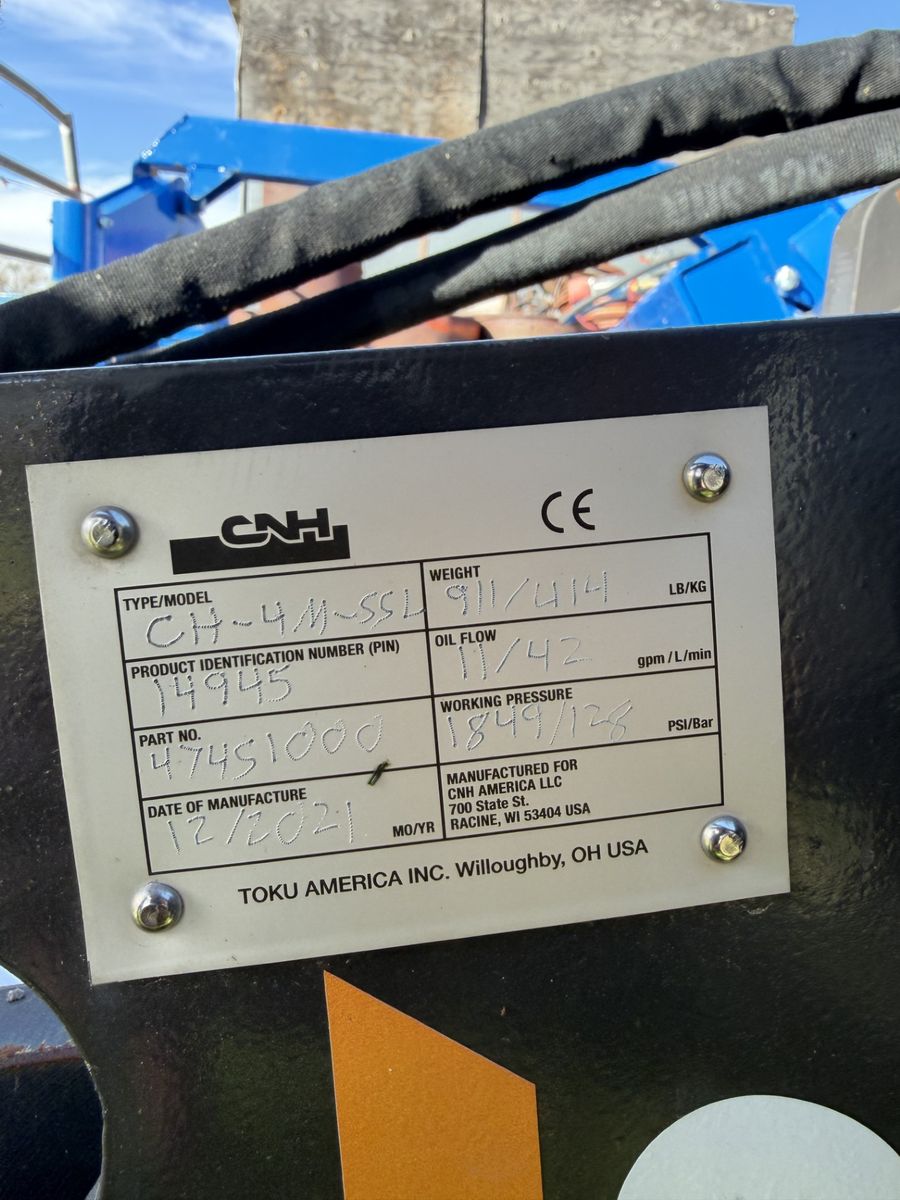 CNH
CE
TYPE/MODEL
CH-4M-SSL
WEIGHT
911/414 LB/KG
PRODUCT IDENTIFICATION NUMBER (PIN)
14945
OIL FLOW
11/42 gpm / L/min
PART NO.
47451000
WORKING PRESSURE
1849/128 PSI/Bar
DATE OF MANUFACTURE
12/2021 MO/YR
MANUFACTURED FOR
CNH AMERICA LLC
700 State St.
RACINE, WI 53404 USA
TOKU AMERICA INC. Willoughby, OH USA